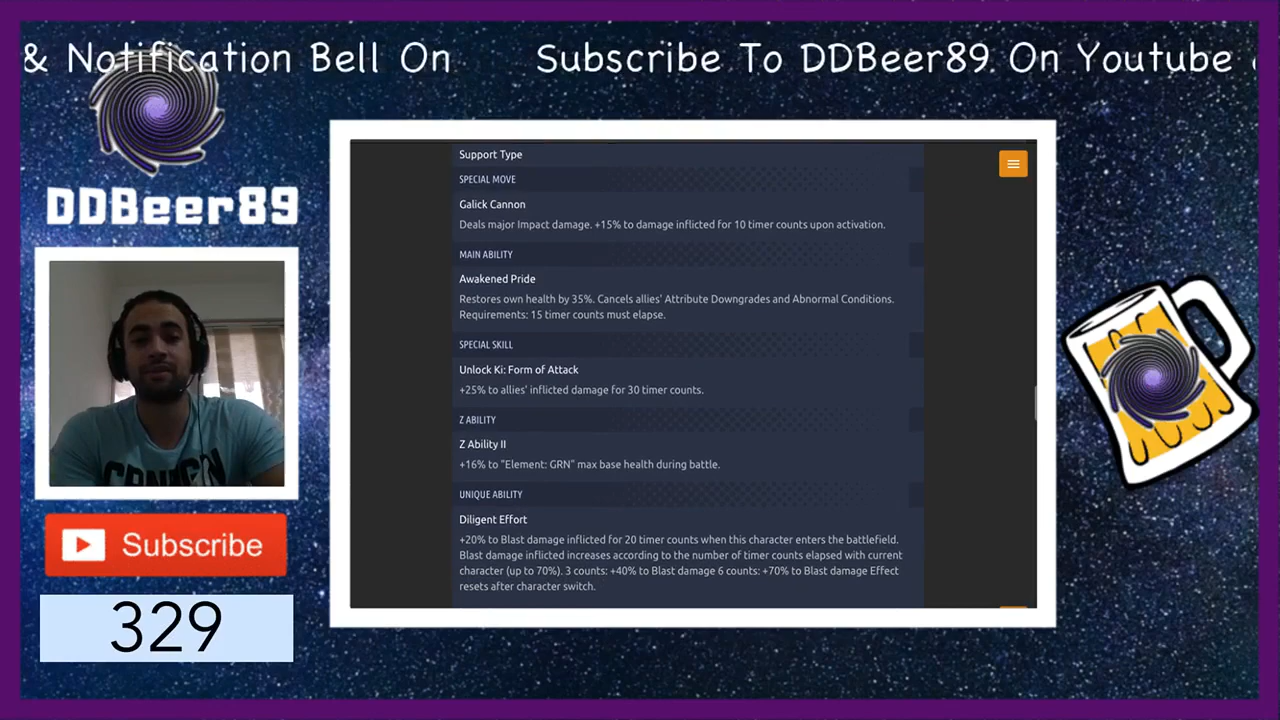 & Notification Bell On Subscribe To DDBeer89 On Youtube
DDBeer89
Subscribe
329
Support Type
SPECIAL MOVE
Galick Cannon
Deals major Impact damage. +15% to damage inflicted for 10 timer counts upon activation.
MAIN ABILITY
Awakened Pride
Restores own health by 35%. Cancels allies' Attribute Downgrades and Abnormal Conditions.
Requirements: 15 timer counts must elapse.
SPECIAL SKILL
Unlock Ki: Form of Attack
+25% to allies' inflicted damage for 30 timer counts.
Z ABILITY
Z Ability II
+16% to "Element: GRN" max base health during battle.
UNIQUE ABILITY
Diligent Effort
+20% to Blast damage inflicted for 20 timer counts when this character enters the battlefield.
Blast damage inflicted increases according to the number of timer counts elapsed with current
character (up to 70%). 3 counts: +40% to Blast damage 6 counts: +70% to Blast damage Effect
resets after character switch.